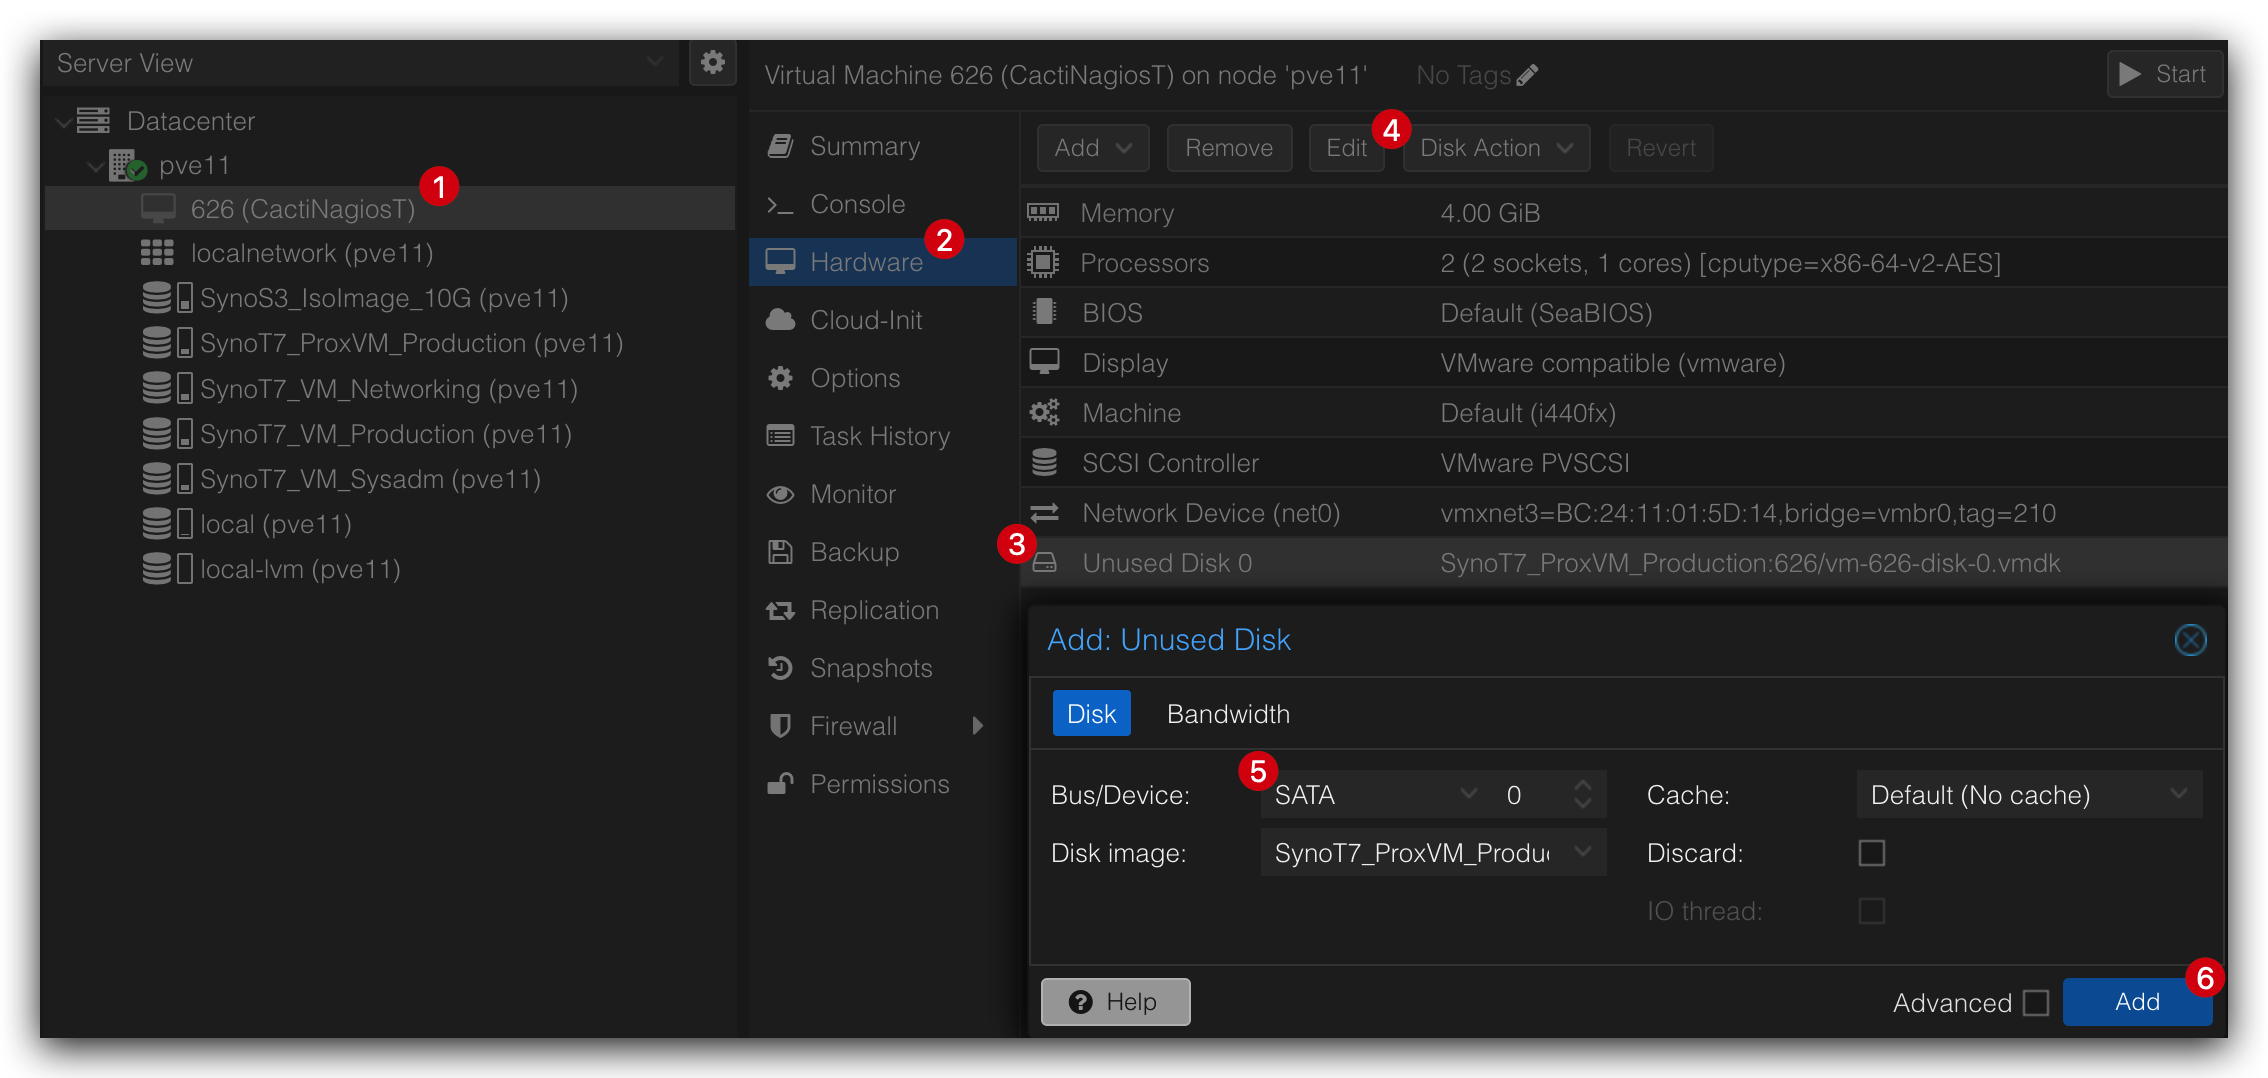 Server View
Datacenter
pve11
1
626 (CactiNagiosT)
localnetwork (pve11)
SynoS3_IsoImage_10G (pve11)
SynoT7_ProxVM_Production (pve11)
SynoT7_VM_Networking (pve11)
SynoT7_VM_Production (pve11)
SynoT7_VM_Sysadm (pve11)
local (pve11)
local-lvm (pve11)
Virtual Machine 626 (CactiNagiosT) on node 'pve11' No Tags Start
Summary
Console
2
Hardware
Cloud-Init
Options
Task History
Monitor
Backup
Replication
Snapshots
Firewall
Permissions
4
Add Remove Edit Disk Action Revert
Memory 4.00 GiB
Processors 2 (2 sockets, 1 cores) [cputype=x86-64-v2-AES]
BIOS Default (SeaBIOS)
Display VMware compatible (vmware)
Machine Default (i440fx)
SCSI Controller VMware PVSCSI
Network Device (net0) vmxnet3=BC:24:11:01:5D:14,bridge=vmbr0,tag=210
3
Unused Disk 0 SynoT7_ProxVM_Production:626/vm-626-disk-0.vmdk
Add: Unused Disk
Disk Bandwidth
5
Bus/Device: SATA 0 Cache: Default (No cache)
Disk image: SynoT7_ProxVM_Produ Discard:
IO thread:
6
Help Advanced Add